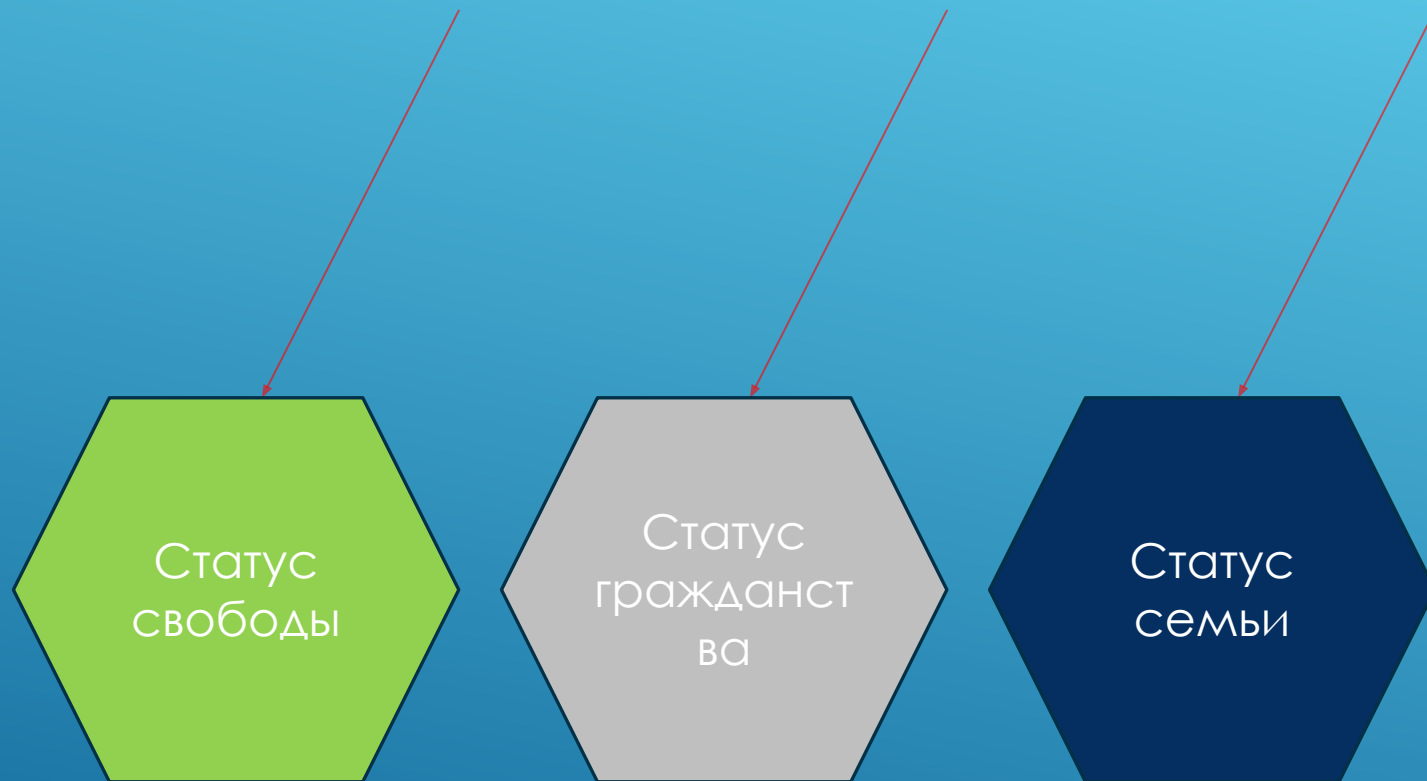 Статус
свободы
Статус
гражданст
ва
Статус
семьи